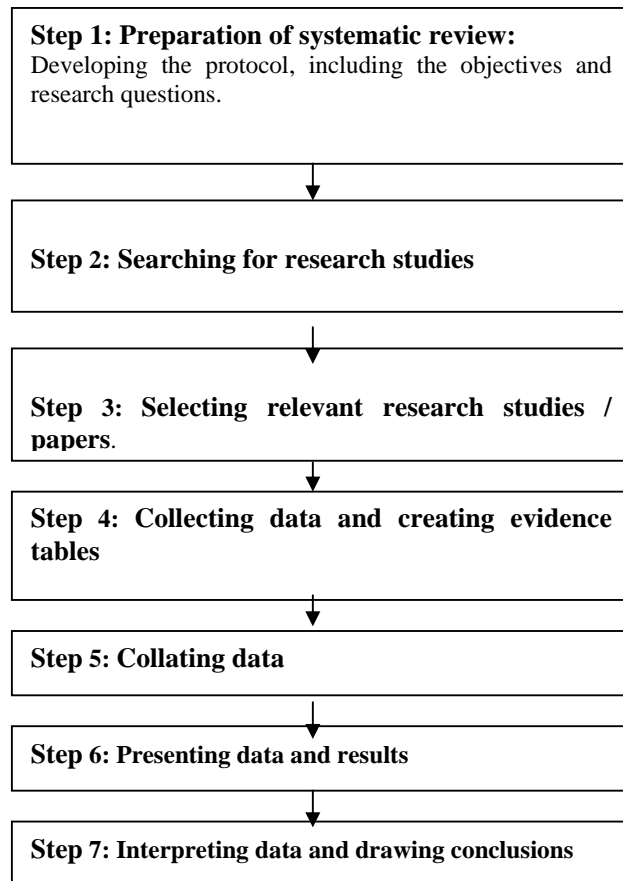 Step 1: Preparation of systematic review:
Developing the protocol, including the objectives and
research questions.
Step 2: Searching for research studies
Step 3: Selecting relevant research studies /
papers.
Step 4: Collecting data and creating evidence
tables
Step 5: Collating data
Step 6: Presenting data and results
Step 7: Interpreting data and drawing conclusions